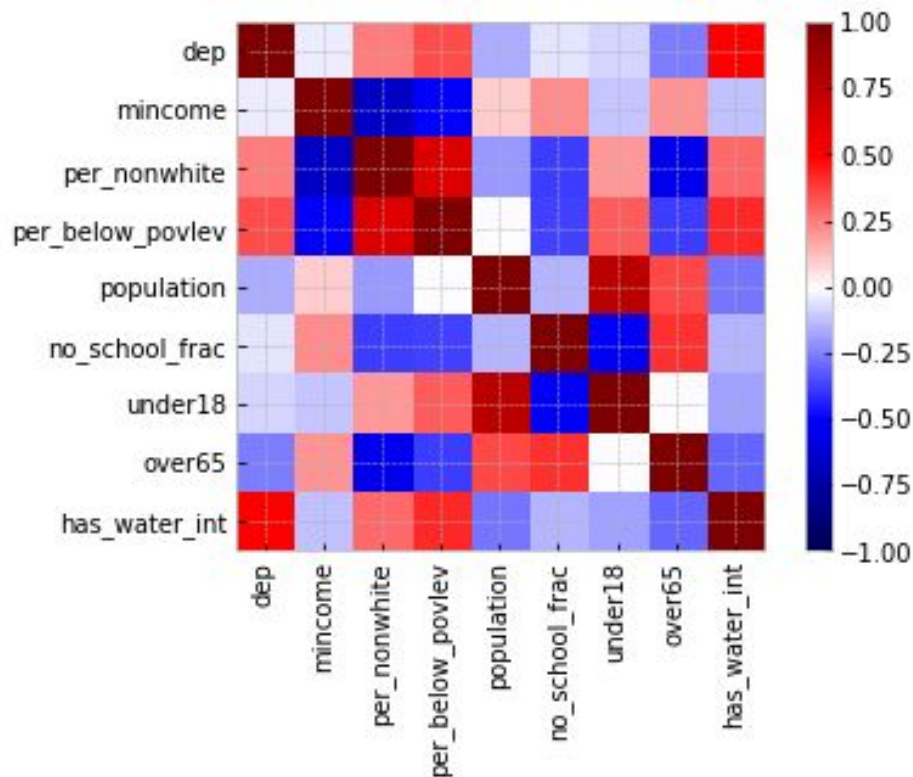 dep
mincome
per_nonwhite
per_below_povlev
population
no_school_frac
under18
over65
has_water_int
dep
mincome
per_nonwhite
per_below_povlev
population
no_school_frac
under18
over65
has_water_int
1.00
0.75
0.50
0.25
0.00
−0.25
−0.50
−0.75
−1.00